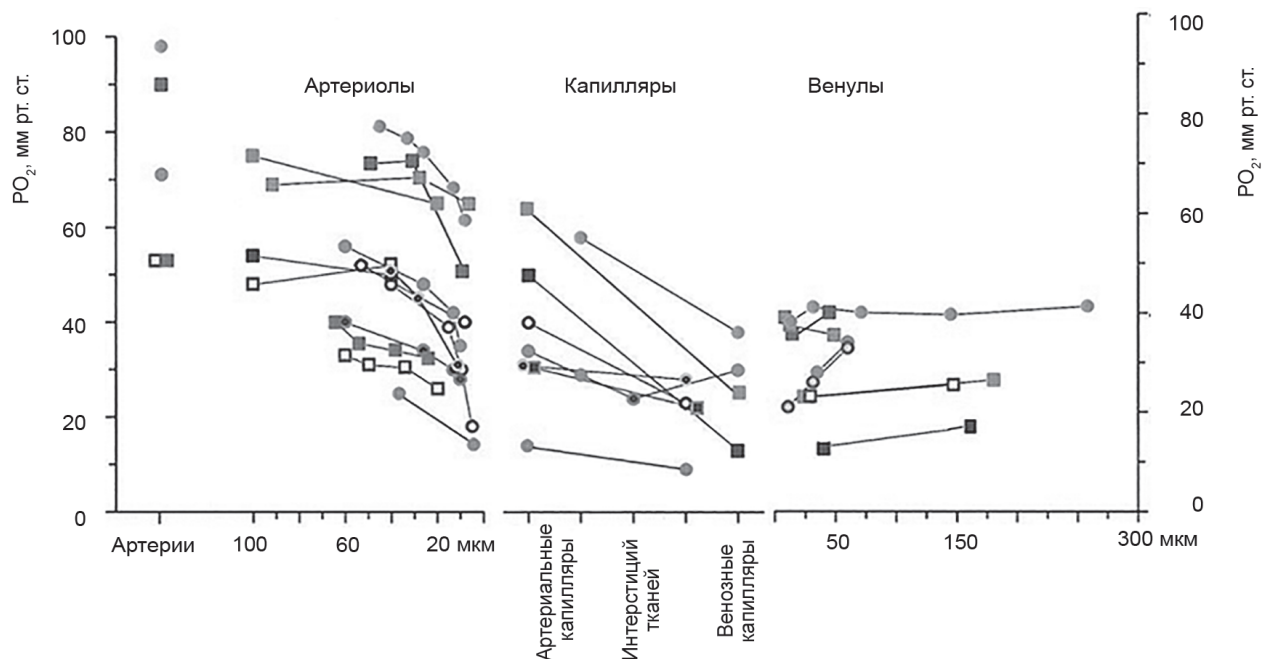 PO₂, мм рт. ст.
100
80
60
40
20
0
Артериолы
Капилляры
Венулы
100
80
60
40
20
0
PO₂, мм рт. ст.
Артерии
100
60
20 мкм
Артериальные
капилляры
Интерстиций
тканей
Венозные
капилляры
50
150
300 мкм